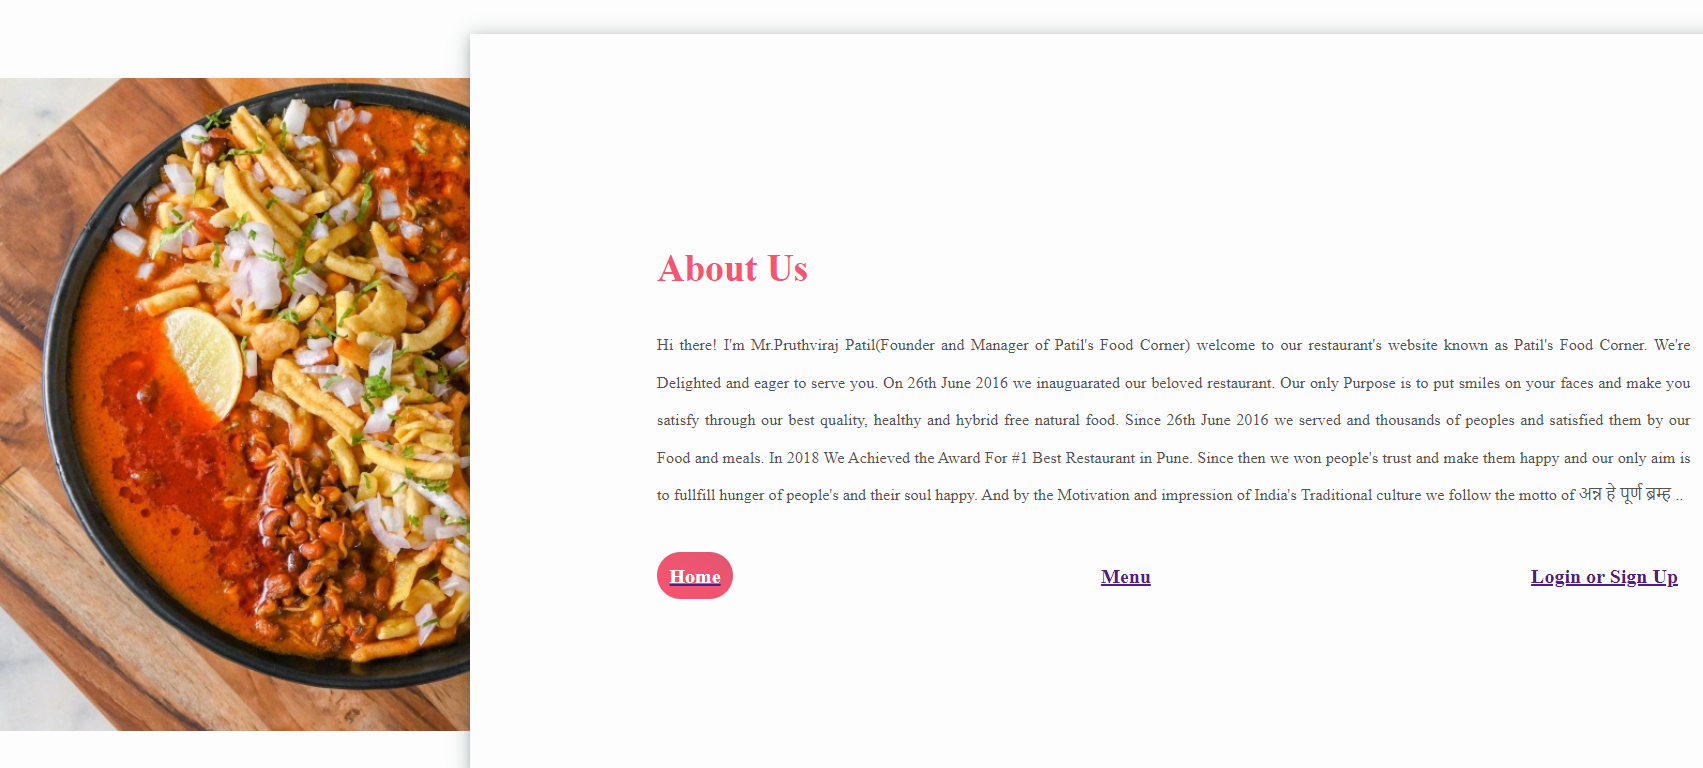 About Us
Hi there! I'm Mr.Pruthviraj Patil(Founder and Manager of Patil's Food Corner) welcome to our restaurant's website known as Patil's Food Corner. We're
Delighted and eager to serve you. On 26th June 2016 we inauguarated our beloved restaurant. Our only Purpose is to put smiles on your faces and make you
satisfy through our best quality, healthy and hybrid free natural food. Since 26th June 2016 we served and thousands of peoples and satisfied them by our
Food and meals. In 2018 We Achieved the Award For #1 Best Restaurant in Pune. Since then we won people's trust and make them happy and our only aim is
to fullfill hunger of people's and their soul happy. And by the Motivation and impression of India's Traditional culture we follow the motto of अन्न हे पूर्ण ब्रम्ह ..
Home Menu Login or Sign Up